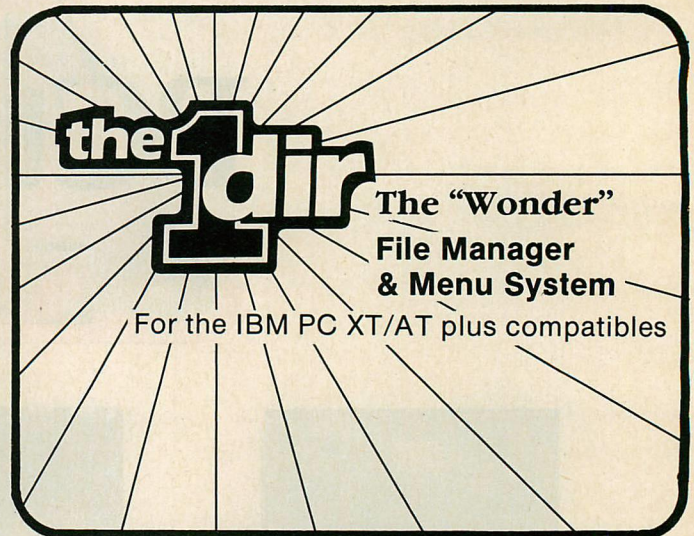 the 1 dir
The “Wonder”
File Manager
& Menu System
For the IBM PC XT/AT plus compatibles